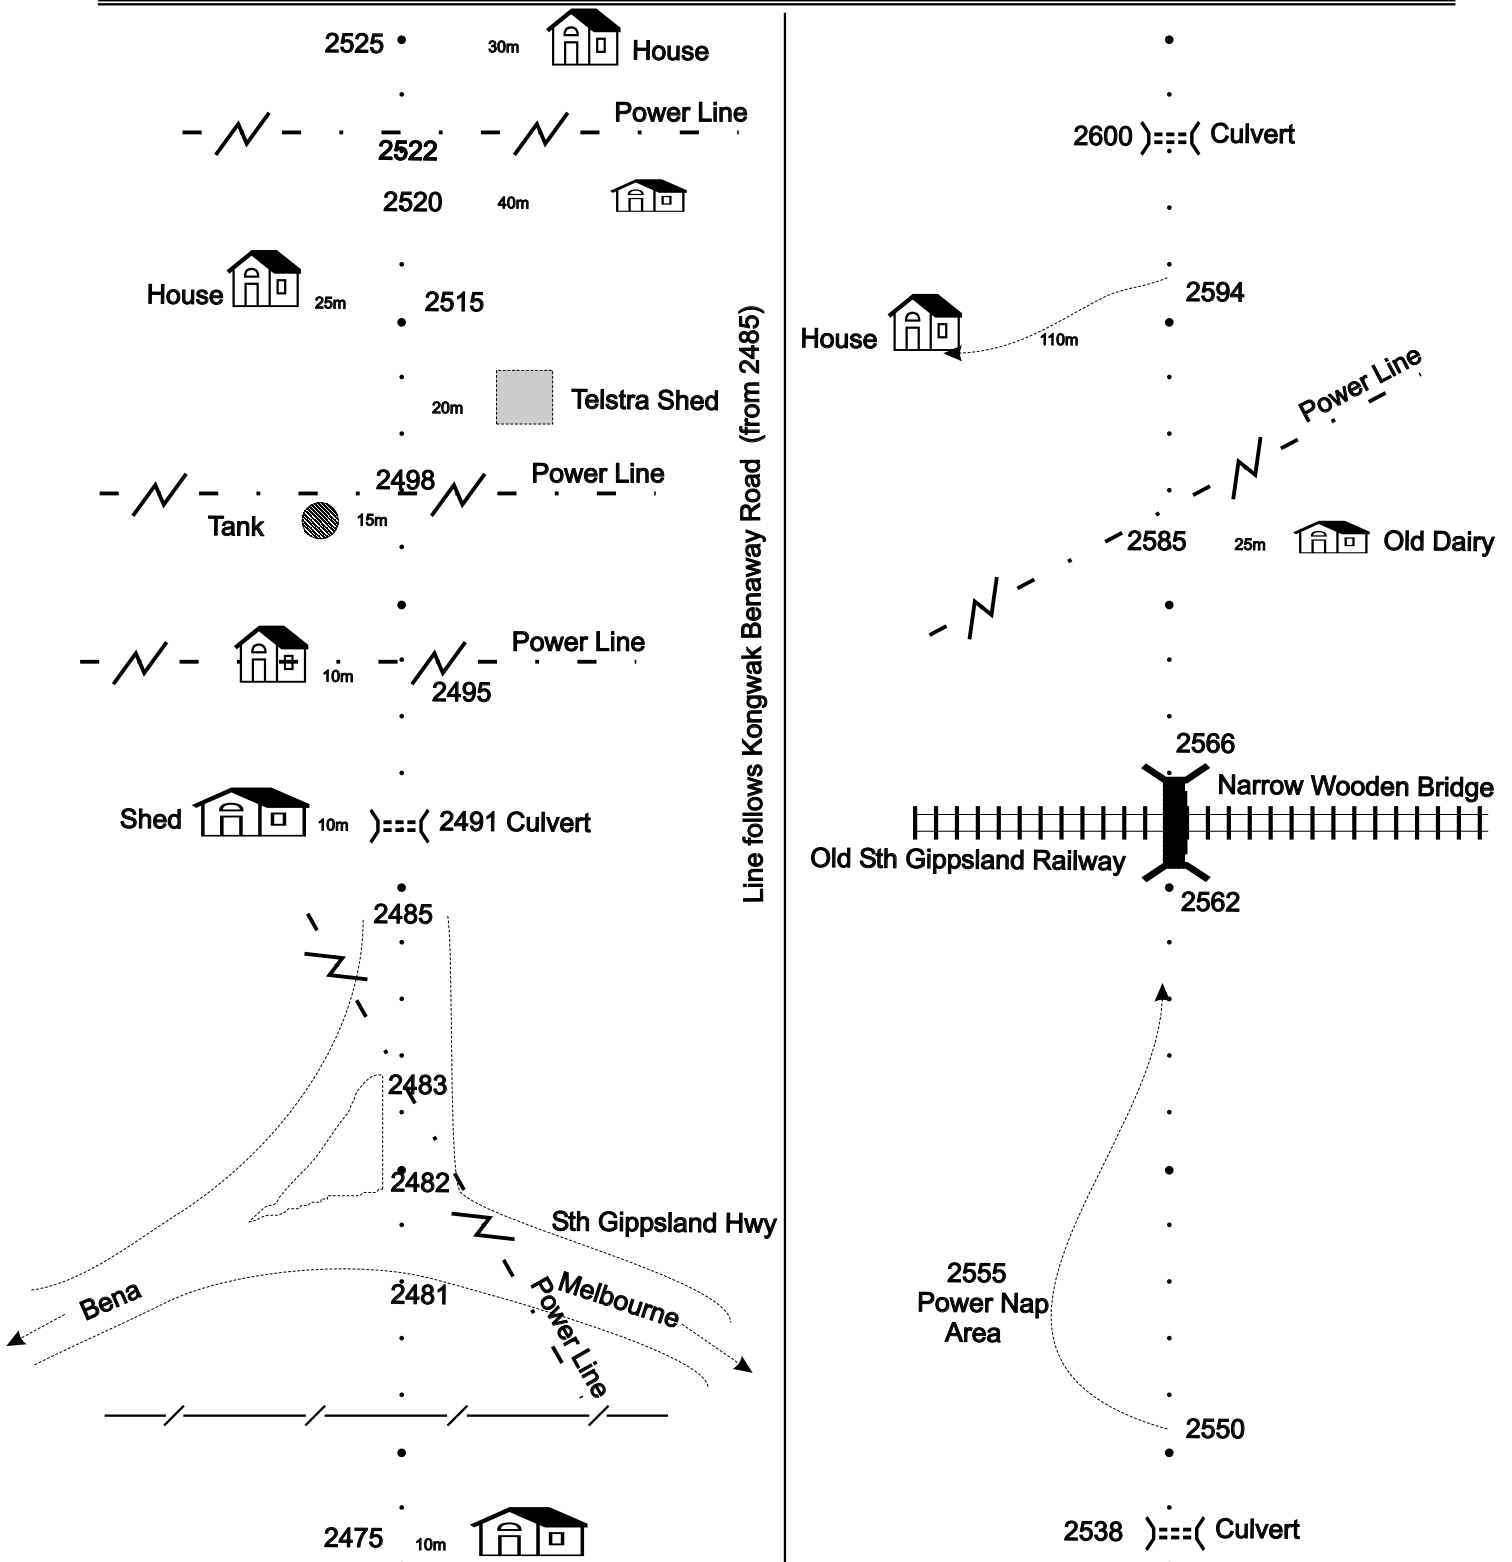 2525 30m House
Power Line
2522
2520 40m
House 25m 2515
20m Telstra Shed
2498 Power Line
Tank 15m
Power Line
10m
2495
Shed 10m 2491 Culvert
2485
2483
2482
Sth Gippsland Hwy
2481
Bena
Melbourne
Power Line
2475 10m
Line follows Kongwak Benaway Road (from 2485)
2600 Culvert
2594
House 110m
Power Line
2585 25m Old Dairy
2566
Narrow Wooden Bridge
Old Sth Gippsland Railway
2562
2555
Power Nap
Area
2550
2538 Culvert